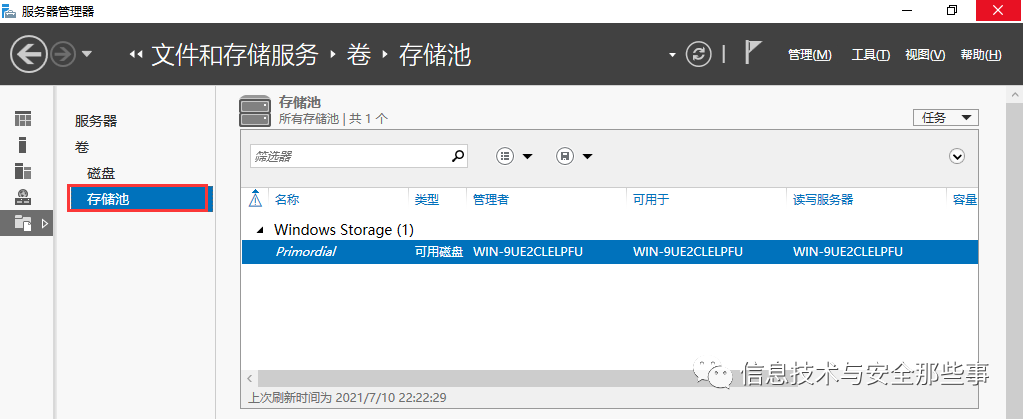 服务器管理器
文件和存储服务 卷 存储池
管理(M) 工具(T) 视图(V) 帮助(H)
服务器
卷
磁盘
存储池
存储池
所有存储池 | 共 1 个
任务
筛选器
名称 类型 管理者 可用于 读写服务器 容量
Windows Storage (1)
Primordial 可用磁盘 WIN-9UE2CLELPFU WIN-9UE2CLELPFU WIN-9UE2CLELPFU
信息技术与安全那些事
上次刷新时间为 2021/7/10 22:22:29